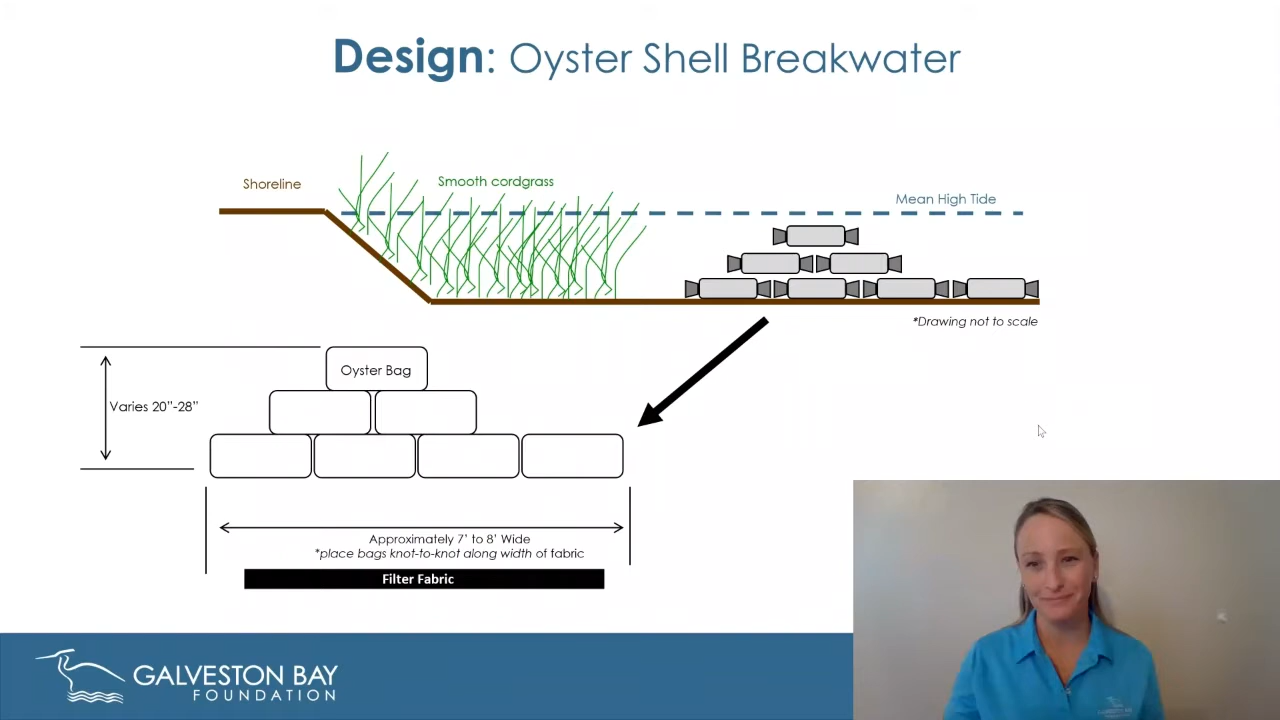 Design: Oyster Shell Breakwater
Shoreline
Smooth cordgrass
Mean High Tide
*Drawing not to scale
Oyster Bag
Varies 20”-28”
Approximately 7’ to 8’ Wide
*place bags knot-to-knot along width of fabric
Filter Fabric
GALVESTON BAY
FOUNDATION
GALVESTON BAY